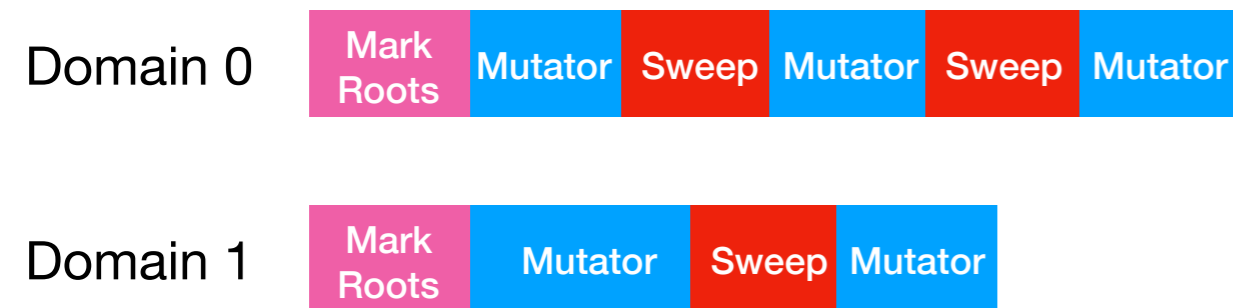 Domain 0
Mark
Roots
Mutator
Sweep
Mutator
Sweep
Mutator
Domain 1
Mark
Roots
Mutator
Sweep
Mutator